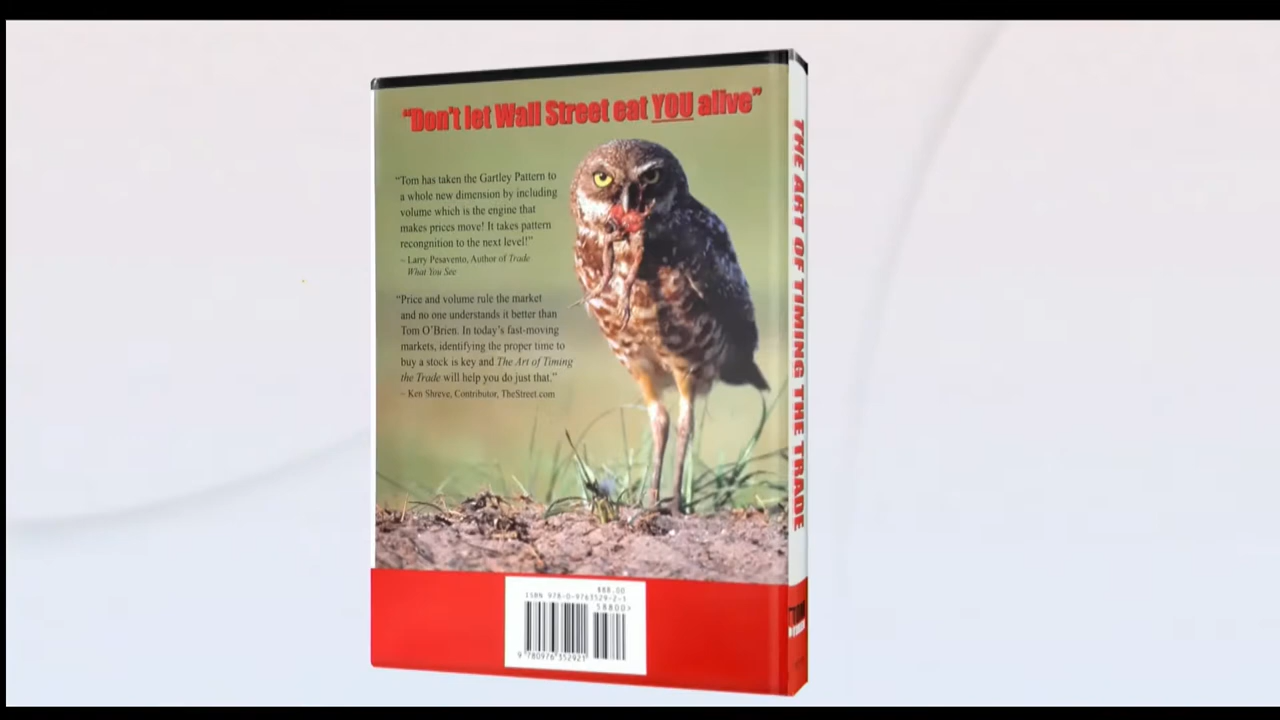 "Don't let Wall Street eat YOU alive"
"Tom has taken the Gartley Pattern to
a whole new dimension by including
volume which is the engine that
makes prices move! It takes pattern
recongnition to the next level!"
– Larry Pesavento, Author of Trade
What You See
"Price and volume rule the market
and no one understands it better than
Tom O'Brien. In today's fast-moving
markets, identifying the proper time to
buy a stock is key and The Art of Timing
the Trade will help you do just that."
– Ken Shreve, Contributor, TheStreet.com
THE ART OF TIMING THE TRADE
$88.00
ISBN 978-0-9763529-2-1
58800>
9 780976 352921